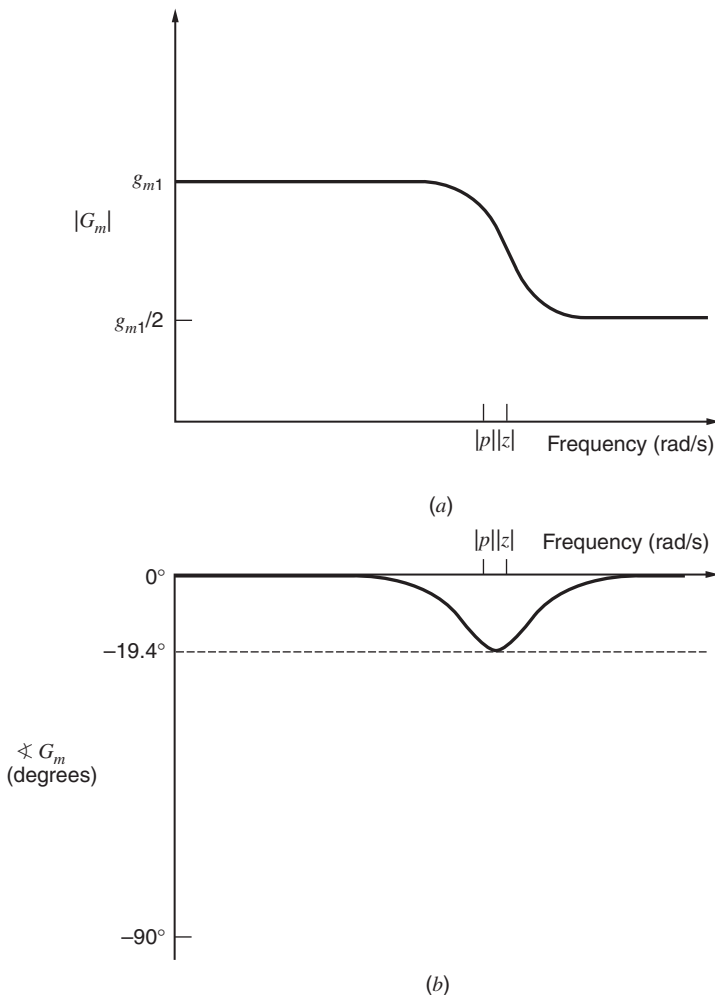 g_m1
|G_m|
g_m1/2
|p||z| Frequency (rad/s)
(a)
|p||z| Frequency (rad/s)
0°
–19.4°
∢ G_m
(degrees)
–90°
(b)